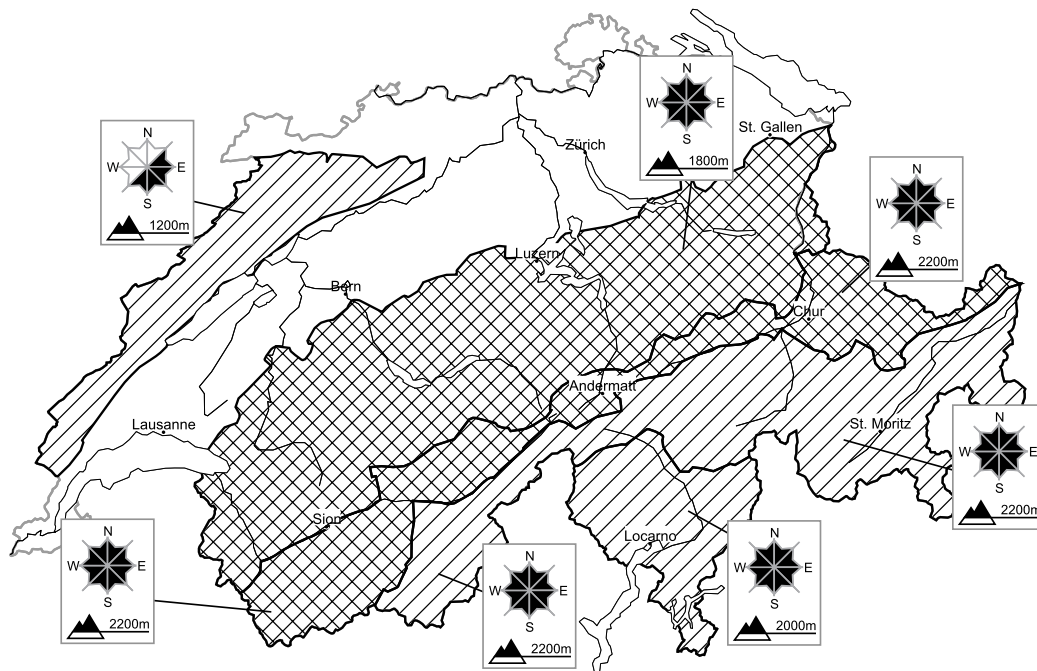 N
W E
S
1800m
St. Gallen
Zürich
N
W E
S
1200m
N
W E
S
2200m
Luzern
Bern
Chur
Andermatt
Lausanne
St. Moritz
N
W E
S
2200m
Sion
Locarno
N
W E
S
2200m
N
W E
S
2200m
N
W E
S
2000m